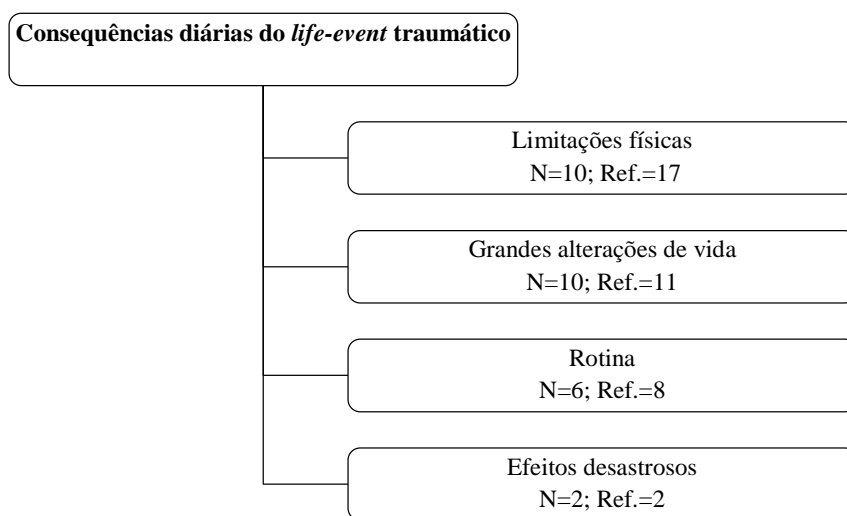 Consequências diárias do life-event traumático
Limitações físicas
N=10; Ref.=17
Grandes alterações de vida
N=10; Ref.=11
Rotina
N=6; Ref.=8
Efeitos desastrosos
N=2; Ref.=2